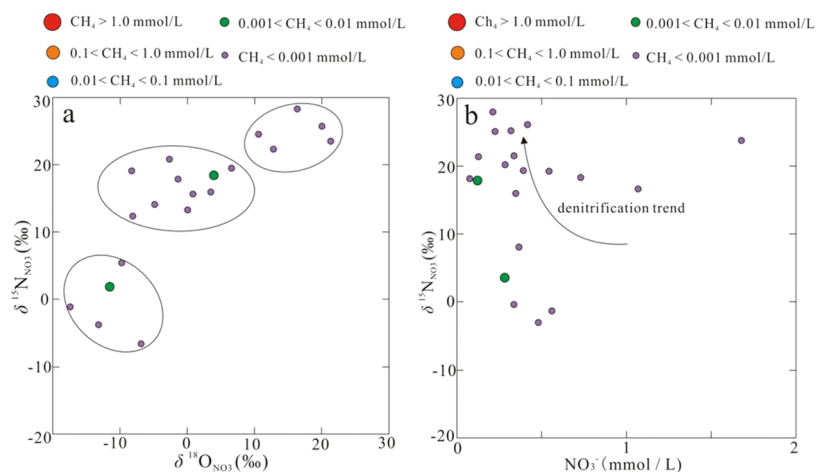 CH4 > 1.0 mmol/L
0.001< CH4 < 0.01 mmol/L
0.1< CH4 < 1.0 mmol/L
CH4 < 0.001 mmol/L
0.01< CH4 < 0.1 mmol/L
a
30
20
10
0
-10
-20
-10
0
10
20
30
δ 15NNO3(‰)
δ 18ONO3(‰)
Ch4 > 1.0 mmol/L
0.001< CH4 < 0.01 mmol/L
0.1< CH4 < 1.0 mmol/L
CH4 < 0.001 mmol/L
0.01< CH4 < 0.1 mmol/L
b
30
20
10
0
-10
-20
0
1
2
denitrification trend
δ 15NNO3(‰)
NO3-(mmol / L)